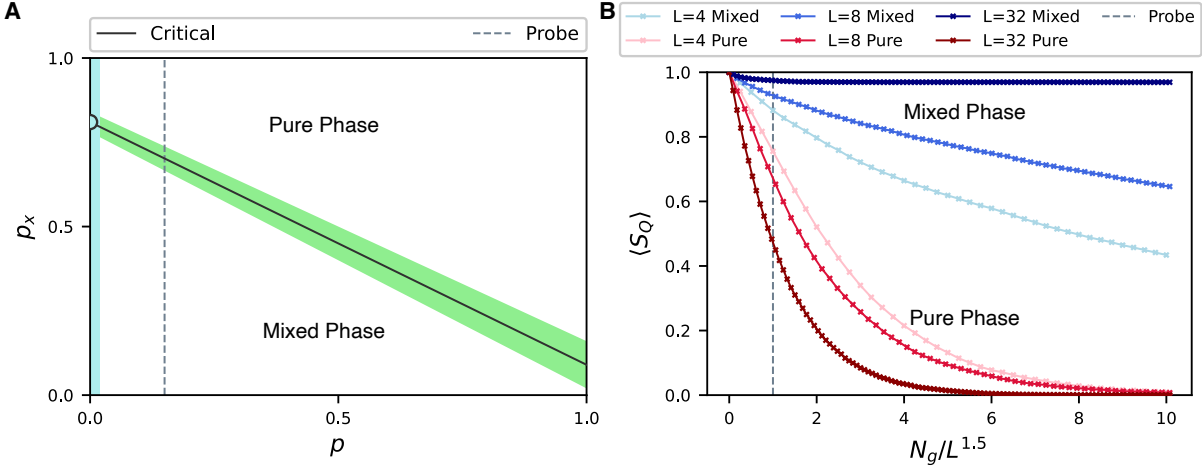 A
Critical
Probe
1.0
0.5
0.0
p_x
Pure Phase
Mixed Phase
0.0
0.5
1.0
p
B
L=4 Mixed
L=8 Mixed
L=32 Mixed
Probe
L=4 Pure
L=8 Pure
L=32 Pure
1.0
0.8
0.6
0.4
0.2
0.0
⟨S_Q⟩
Mixed Phase
Pure Phase
0
2
4
6
8
10
N_g/L^{1.5}